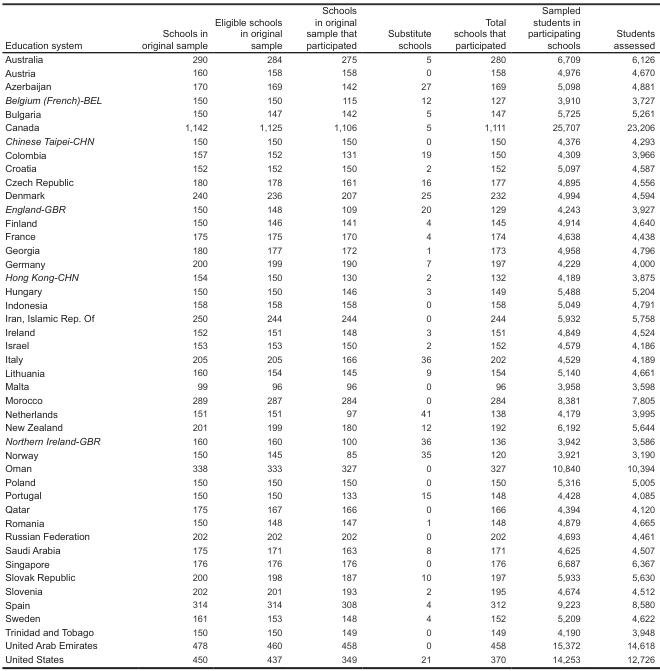 Education system Schools in original sample Eligible schools in original sample Schools in original sample that participated Substitute schools Total schools that participated Sampled students in participating schools Students assessed
Australia 290 284 275 5 280 6,709 6,126
Austria 160 158 158 0 158 4,976 4,670
Azerbaijan 170 169 142 27 169 5,098 4,881
Belgium (French)-BEL 150 150 115 12 127 3,910 3,727
Bulgaria 150 147 142 5 147 5,725 5,261
Canada 1,142 1,125 1,106 5 1,111 25,707 23,206
Chinese Taipei-CHN 150 150 150 0 150 4,376 4,293
Colombia 157 152 131 19 150 4,309 3,966
Croatia 152 152 150 2 152 5,097 4,587
Czech Republic 180 178 161 16 177 4,895 4,556
Denmark 240 236 207 25 232 4,994 4,594
England-GBR 150 148 109 20 129 4,243 3,927
Finland 150 146 141 4 145 4,914 4,640
France 175 175 170 4 174 4,638 4,438
Georgia 180 177 172 1 173 4,958 4,796
Germany 200 199 190 7 197 4,229 4,000
Hong Kong-CHN 154 150 130 2 132 4,189 3,875
Hungary 150 150 146 3 149 5,488 5,204
Indonesia 158 158 158 0 158 5,049 4,791
Iran, Islamic Rep. Of 250 244 244 0 244 5,932 5,758
Ireland 152 151 148 3 151 4,849 4,524
Israel 153 153 150 2 152 4,579 4,186
Italy 205 205 166 36 202 4,529 4,189
Lithuania 160 154 145 9 154 5,140 4,661
Malta 99 96 96 0 96 3,958 3,598
Morocco 289 287 284 0 284 8,381 7,805
Netherlands 151 151 97 41 138 4,179 3,995
New Zealand 201 199 180 12 192 6,192 5,644
Northern Ireland-GBR 160 160 100 36 136 3,942 3,586
Norway 150 145 85 35 120 3,921 3,190
Oman 338 333 327 0 327 10,840 10,394
Poland 150 150 150 0 150 5,316 5,005
Portugal 150 150 133 15 148 4,428 4,085
Qatar 175 167 166 0 166 4,394 4,120
Romania 150 148 147 1 148 4,879 4,665
Russian Federation 202 202 202 0 202 4,693 4,461
Saudi Arabia 175 171 163 8 171 4,625 4,507
Singapore 176 176 176 0 176 6,687 6,367
Slovak Republic 200 198 187 10 197 5,933 5,630
Slovenia 202 201 193 2 195 4,674 4,512
Spain 314 314 308 4 312 9,223 8,580
Sweden 161 153 148 4 152 5,209 4,622
Trinidad and Tobago 150 150 149 0 149 4,190 3,948
United Arab Emirates 478 460 458 0 458 15,372 14,618
United States 450 437 349 21 370 14,253 12,726